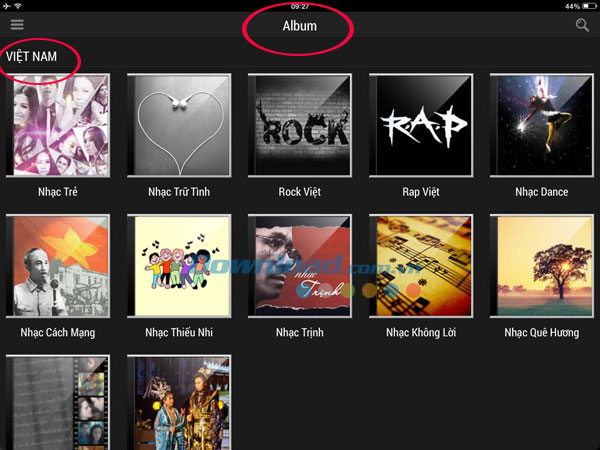 09:27
44%
Album
VIỆT NAM
ROCK
R.A.P
Nhạc Trẻ
Nhạc Trữ Tình
Rock Việt
Rap Việt
Nhạc Dance
nhạc
Trịnh
Download.com.vn
Nhạc Cách Mạng
Nhạc Thiếu Nhi
Nhạc Trịnh
Nhạc Không Lời
Nhạc Quê Hương